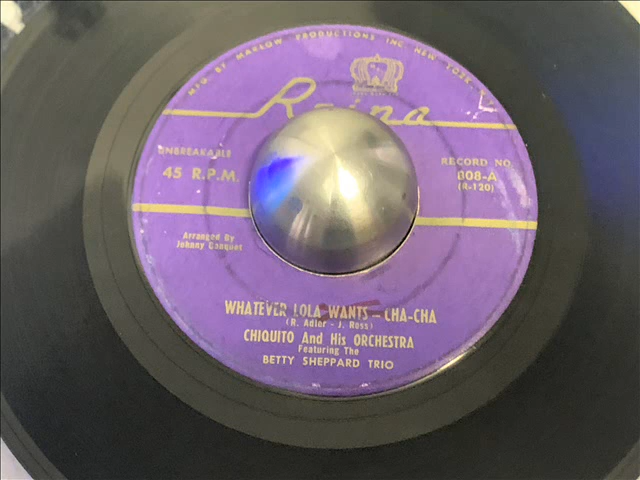 MFG BY MARLOW PRODUCTIONS INC NEW YORK
Reina
UNBREAKABLE
45 R.P.M.
RECORD NO.
808-A
(R-120)
Arranged By
Johnny Conquet
WHATEVER LOLA WANTS - CHA-CHA
(R. Adler - J. Ross)
CHIQUITO And His ORCHESTRA
Featuring The
BETTY SHEPPARD TRIO